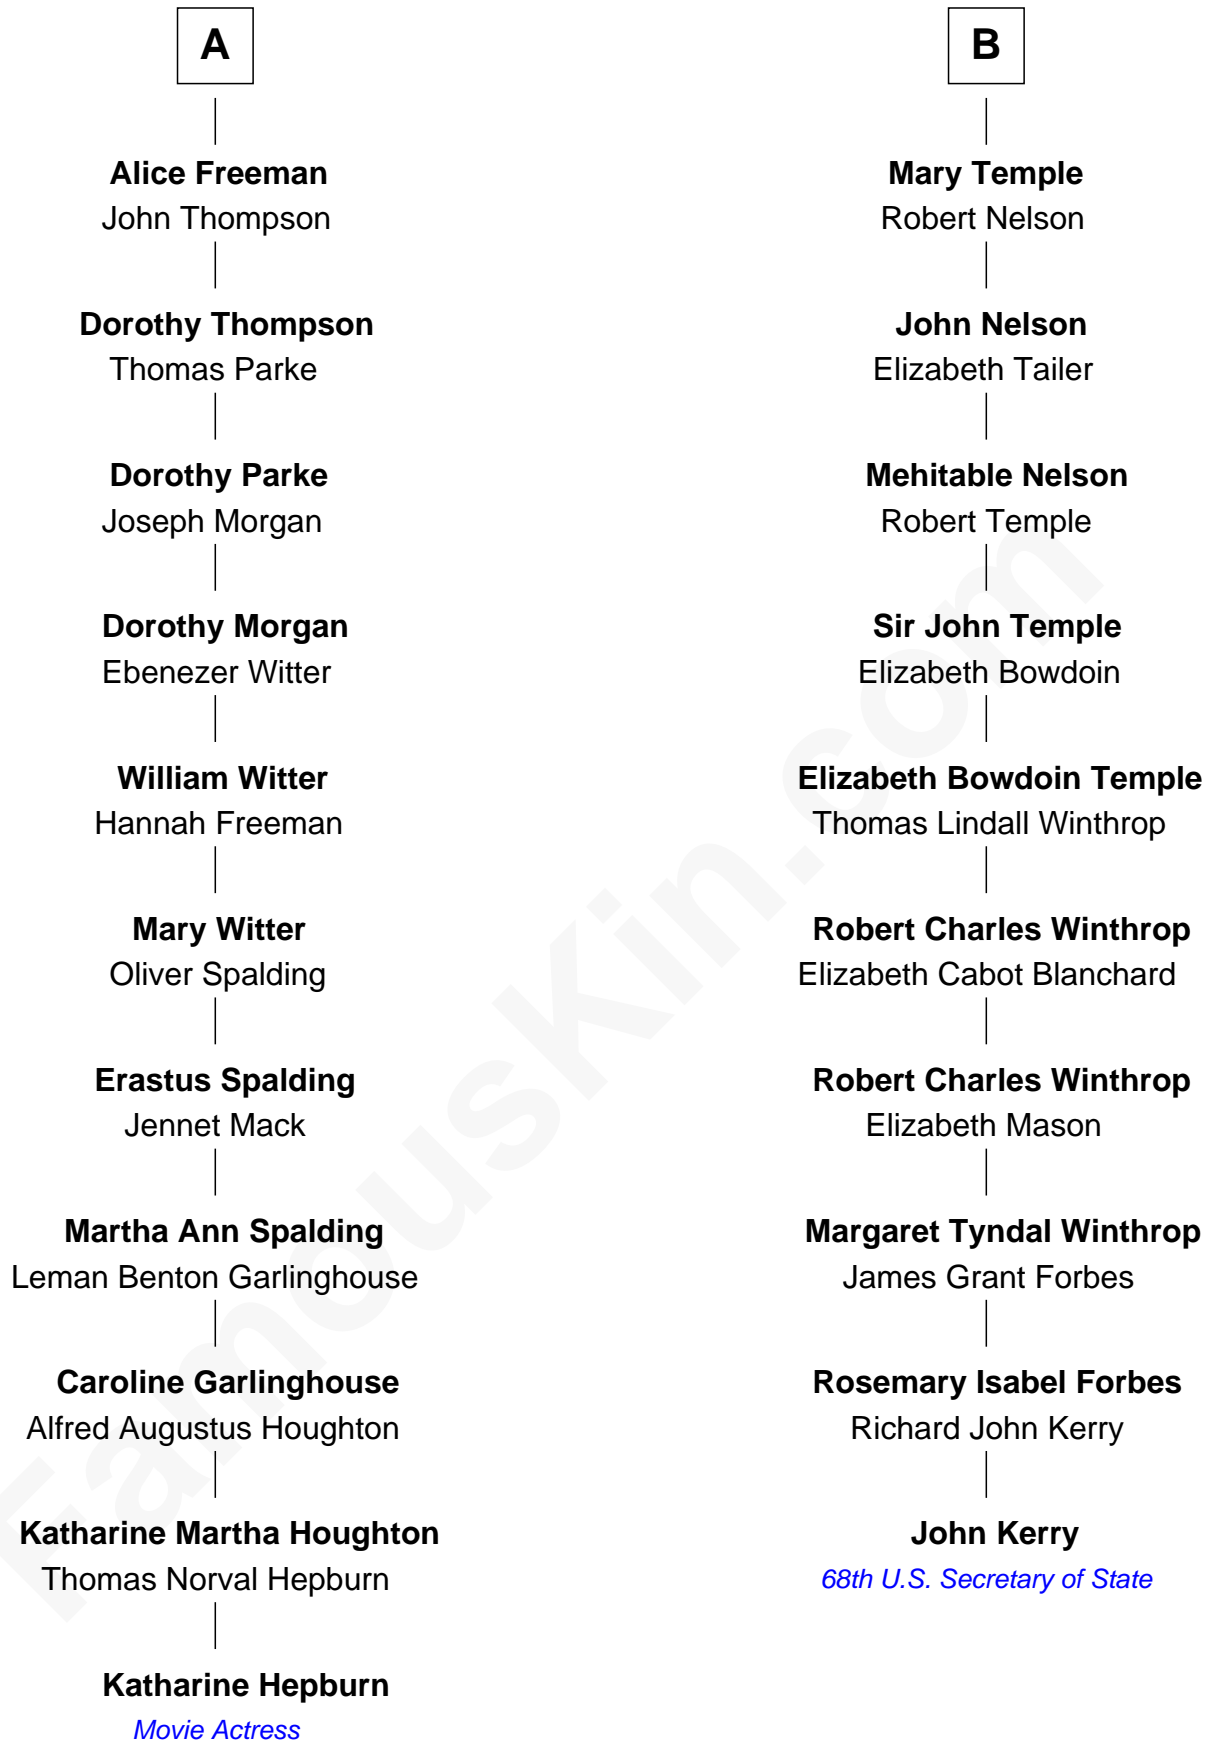 A
Alice Freeman
John Thompson
Dorothy Thompson
Thomas Parke
Dorothy Parke
Joseph Morgan
Dorothy Morgan
Ebenezer Witter
William Witter
Hannah Freeman
Mary Witter
Oliver Spalding
Erastus Spalding
Jennet Mack
Martha Ann Spalding
Leman Benton Garlinghouse
Caroline Garlinghouse
Alfred Augustus Houghton
Katharine Martha Houghton
Thomas Norval Hepburn
Katharine Hepburn
Movie Actress
B
Mary Temple
Robert Nelson
John Nelson
Elizabeth Tailer
Mehitable Nelson
Robert Temple
Sir John Temple
Elizabeth Bowdoin
Elizabeth Bowdoin Temple
Thomas Lindall Winthrop
Robert Charles Winthrop
Elizabeth Cabot Blanchard
Robert Charles Winthrop
Elizabeth Mason
Margaret Tyndal Winthrop
James Grant Forbes
Rosemary Isabel Forbes
Richard John Kerry
John Kerry
68th U.S. Secretary of State
FamousKin.com